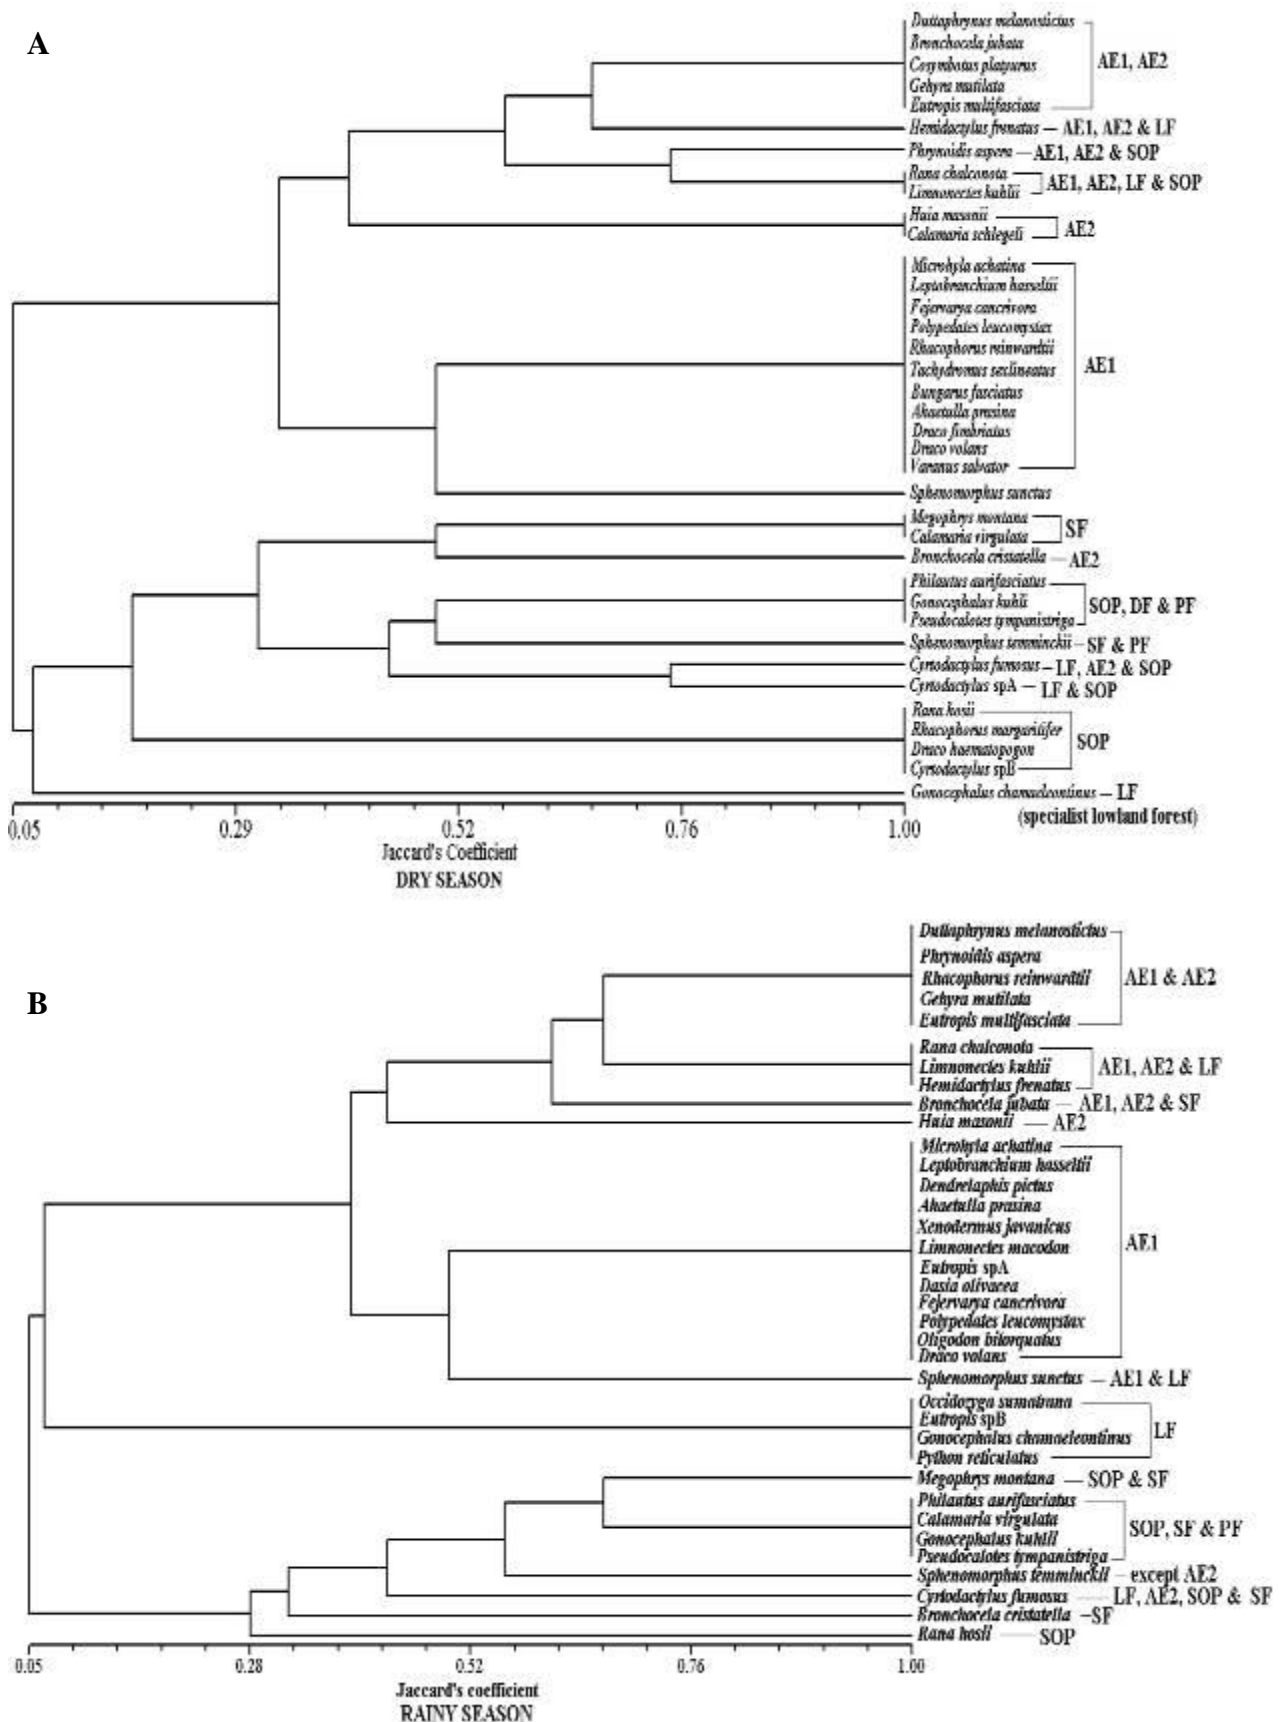 A
Duttaphrynus melanostictus
Bronchocela jubata
Cosymbotus platyurus
AE1, AE2
Gehyra mutilata
Eutropis multifasciata
Hemidactylus frenatus — AE1, AE2 & LF
Phrynoidis aspera — AE1, AE2 & SOP
Rana chalconota
AE1, AE2, LF & SOP
Limnonectes kuhlii
Huia masonii
AE2
Calamaria schlegeli
Microhyla achatina
Leptobranchium hasseltii
Fejervarya cancrivora
Polypedates leucomystax
Rhacophorus reinwardtii
Tachydromus sexlineatus
AE1
Bungarus fasciatus
Ahaetulla prasina
Draco fimbriatus
Draco volans
Varanus salvator
Sphenomorphus sunctus
Megophrys montana
SF
Calamaria virgulata
Bronchocela cristatella — AE2
Philautus aurifasciatus
Gonocephalus kuhli
SOP, DF & PF
Pseudocalotes tympanistriga
Sphenomorphus temminckii — SF & PF
Cyrtodactylus fumosus — LF, AE2 & SOP
Cyrtodactylus spA — LF & SOP
Rana hosii
Rhacophorus margaritifer
SOP
Draco haematopogon
Cyrtodactylus spB
Gonocephalus chamaeleontinus — LF
(specialist lowland forest)
0.05 0.29 0.52 0.76 1.00
Jaccard's Coefficient
DRY SEASON
B
Duttaphrynus melanostictus
Phrynoidis aspera
Rhacophorus reinwardtii
AE1 & AE2
Gehyra mutilata
Eutropis multifasciata
Rana chalconota
Limnonectes kuhlii
AE1, AE2 & LF
Hemidactylus frenatus
Bronchocela jubata — AE1, AE2 & SF
Huia masonii — AE2
Microhyla achatina
Leptobranchium hasseltii
Dendrelaphis pictus
Ahaetulla prasina
Xenodermus javanicus
AE1
Limnonectes macodon
Eutropis spA
Dasia olivacea
Fejervarya cancrivora
Polypedates leucomystax
Oligodon bitorquatus
Draco volans
Sphenomorphus sunctus — AE1 & LF
Occidozyga sumatrana
Eutropis spB
LF
Gonocephalus chamaeleontinus
Python reticulatus
Megophrys montana — SOP & SF
Philautus aurifasciatus
Calamaria virgulata
SOP, SF & PF
Gonocephalus kuhlii
Pseudocalotes tympanistriga
Sphenomorphus temminckii — except AE2
Cyrtodactylus fumosus — LF, AE2, SOP & SF
Bronchocela cristatella — SF
Rana hosii — SOP
0.05 0.28 0.52 0.76 1.00
Jaccard's coefficient
RAINY SEASON